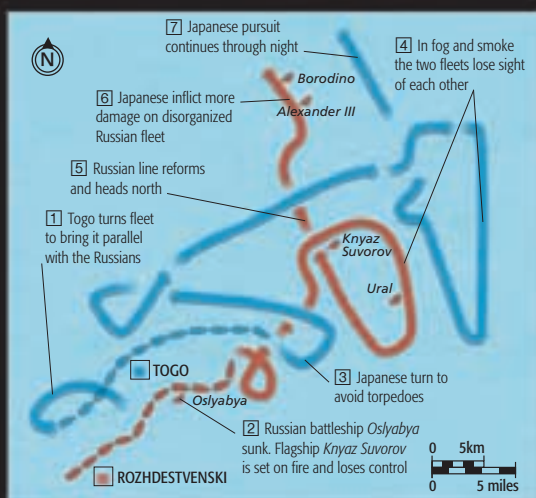 N
7 Japanese pursuit
continues through night
4 In fog and smoke
the two fleets lose sight
of each other
Borodino
6 Japanese inflict more
damage on disorganized
Russian fleet
Alexander III
5 Russian line reforms
and heads north
1 Togo turns fleet
to bring it parallel
with the Russians
Knyaz
Suvorov
Ural
TOGO
3 Japanese turn to
avoid torpedoes
Oslyabya
2 Russian battleship Oslyabya
sunk. Flagship Knyaz Suvorov
is set on fire and loses control
ROZHDESTVENSKI
0 5km
0 5 miles